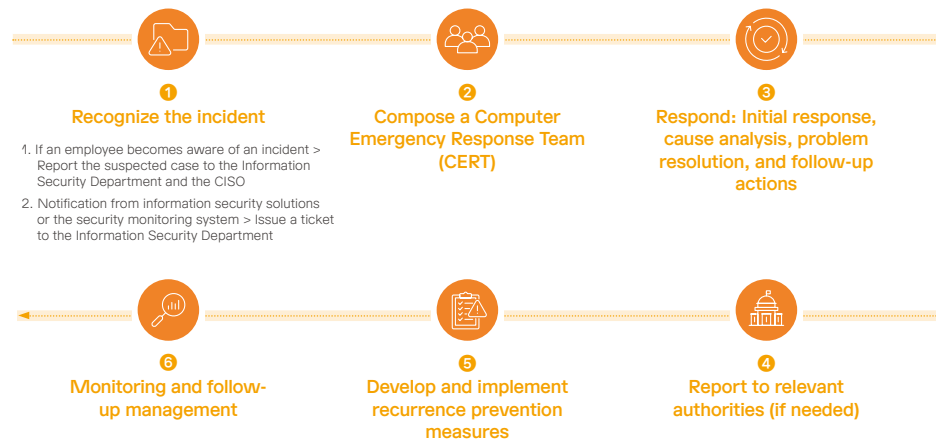 1
Recognize the incident
1. If an employee becomes aware of an incident >
Report the suspected case to the Information
Security Department and the CISO
2. Notification from information security solutions
or the security monitoring system > Issue a ticket
to the Information Security Department
2
Compose a Computer
Emergency Response Team
(CERT)
3
Respond: Initial response,
cause analysis, problem
resolution, and follow-up
actions
4
Report to relevant
authorities (if needed)
5
Develop and implement
recurrence prevention
measures
6
Monitoring and follow-
up management